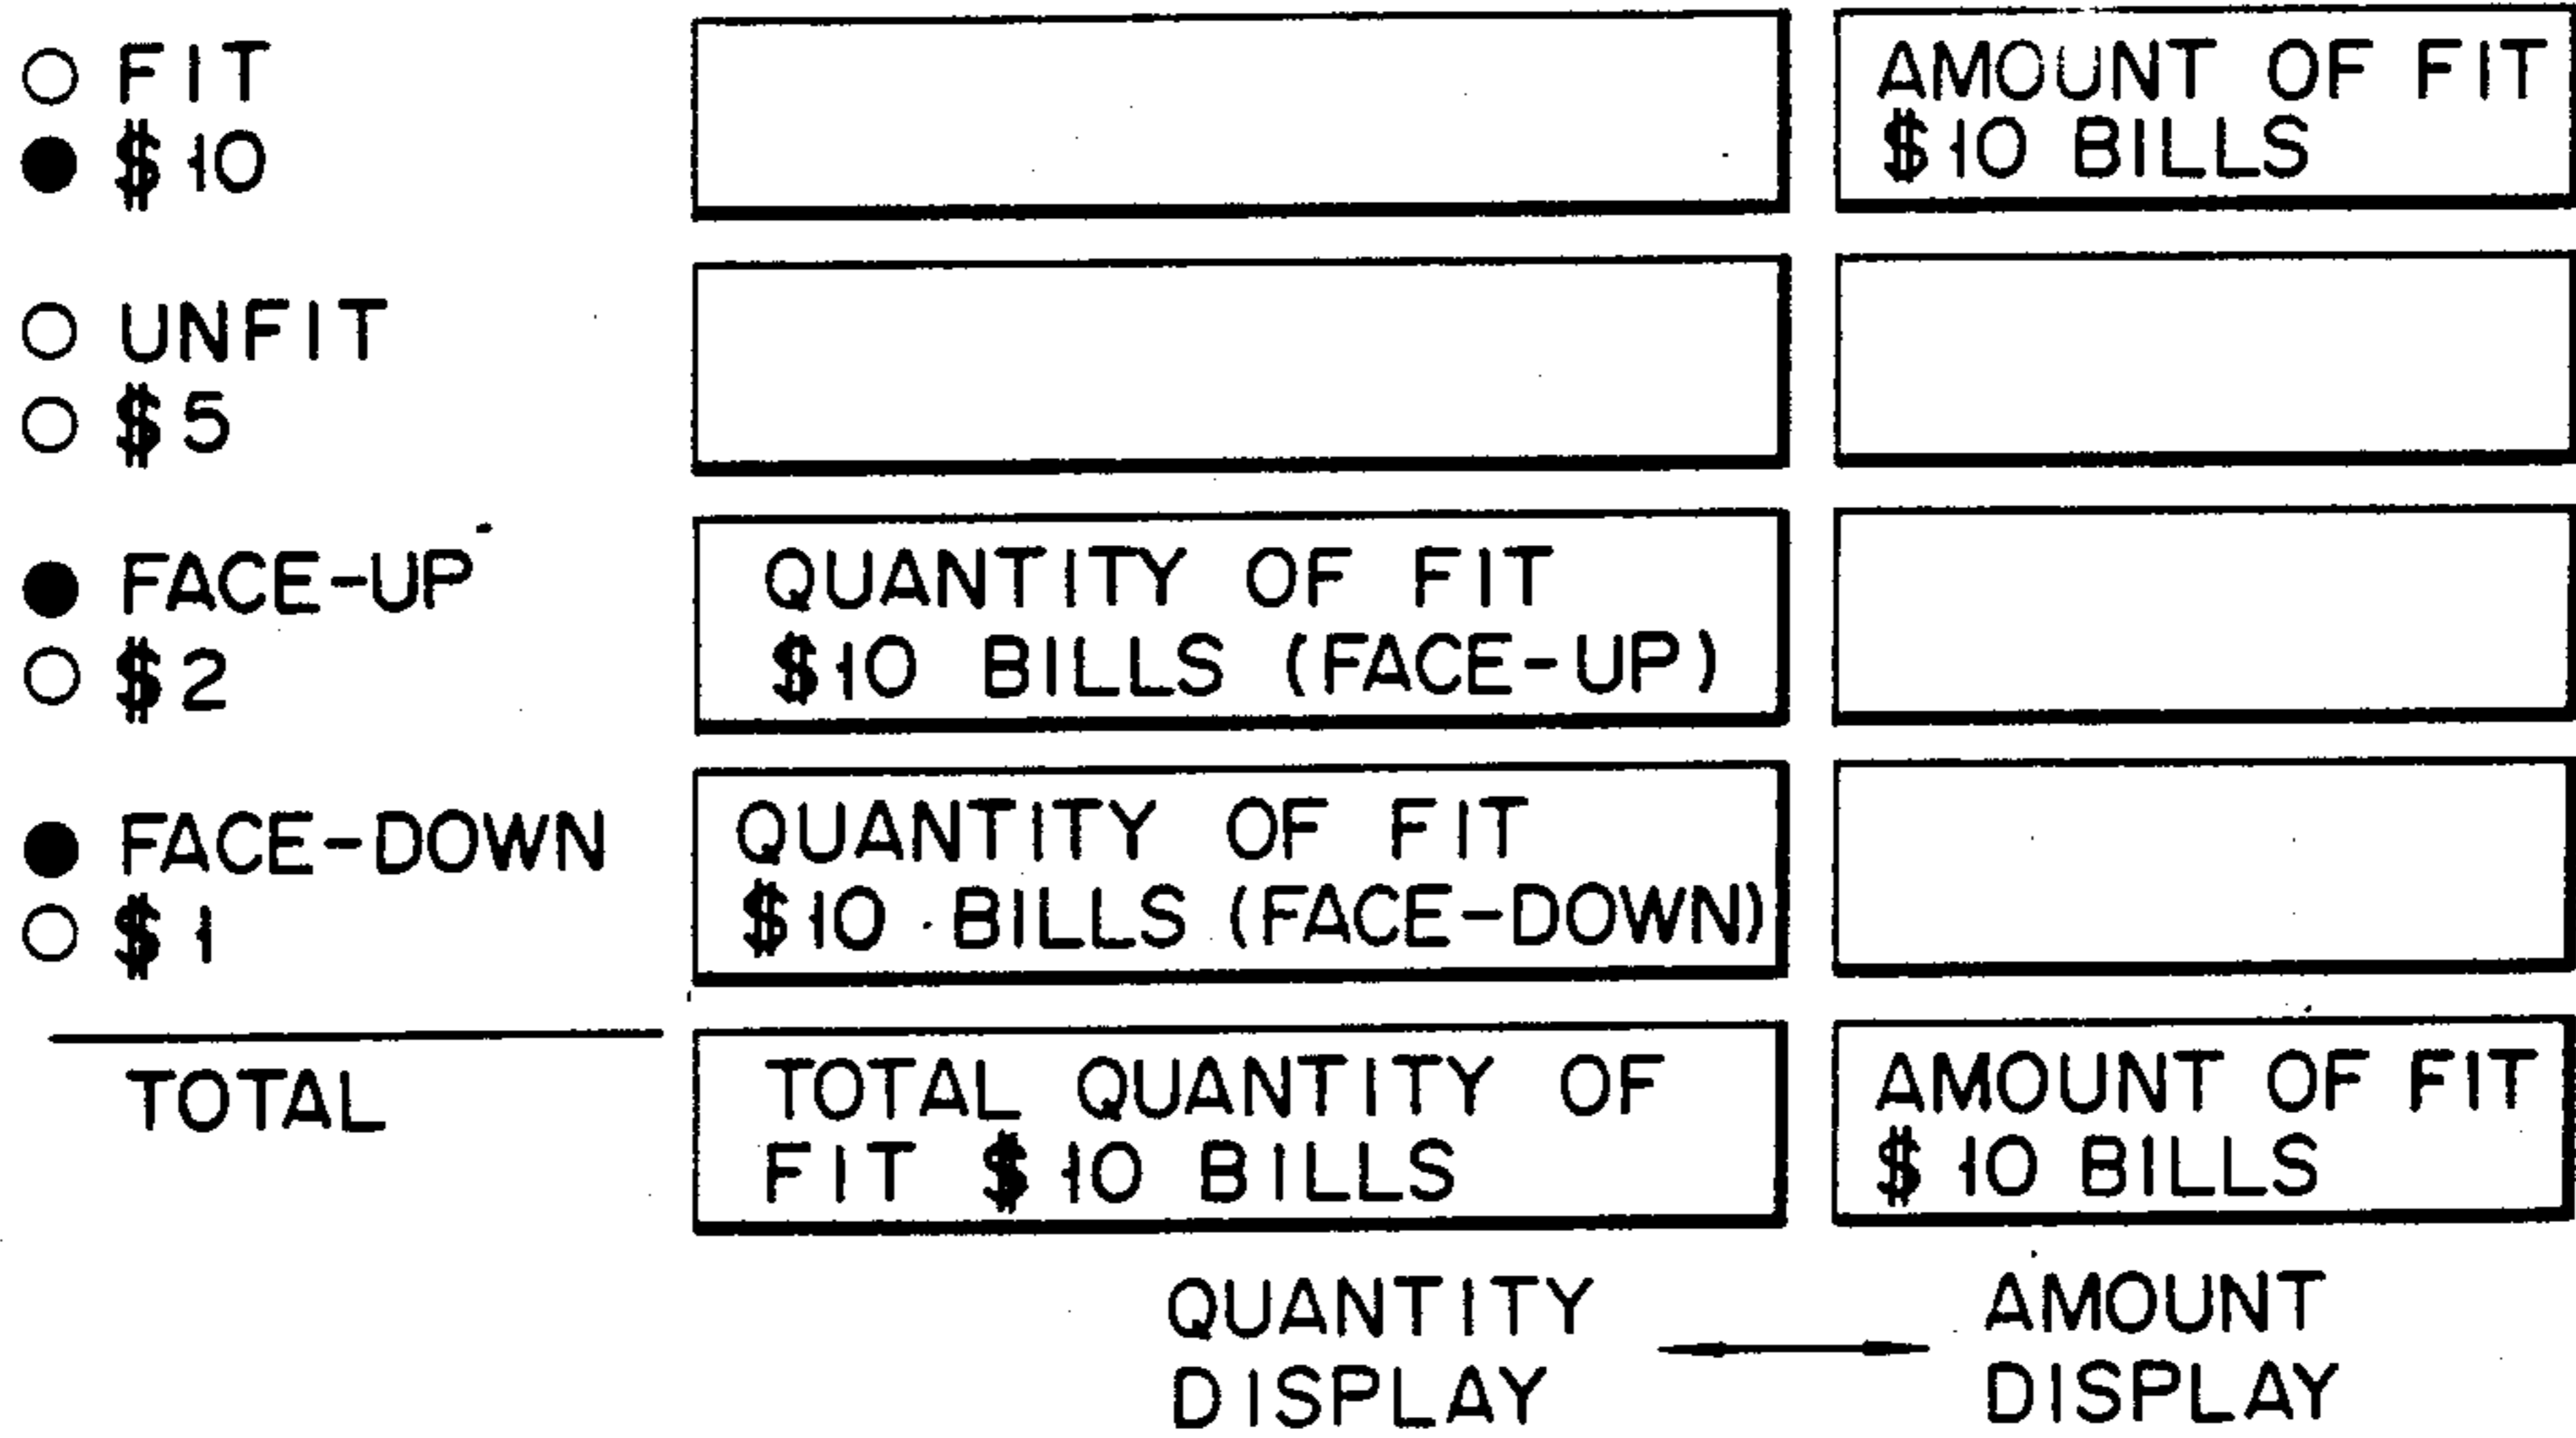 FIT
$10
AMOUNT OF FIT
$10 BILLS
UNFIT
$5
FACE-UP
$2
QUANTITY OF FIT
$10 BILLS (FACE-UP)
FACE-DOWN
$1
QUANTITY OF FIT
$10 BILLS (FACE-DOWN)
TOTAL
TOTAL QUANTITY OF
FIT $10 BILLS
AMOUNT OF FIT
$10 BILLS
QUANTITY
DISPLAY
AMOUNT
DISPLAY